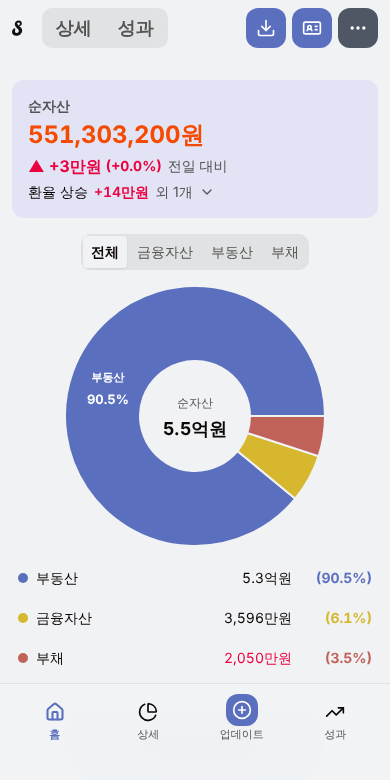 상세 성과
순자산
551,303,200원
▲ +3만원 (+0.0%) 전일 대비
환율 상승 +14만원 외 1개
전체 금융자산 부동산 부채
부동산
90.5%
순자산
5.5억원
부동산 5.3억원 (90.5%)
금융자산 3,596만원 (6.1%)
부채 2,050만원 (3.5%)
홈 상세 업데이트 성과